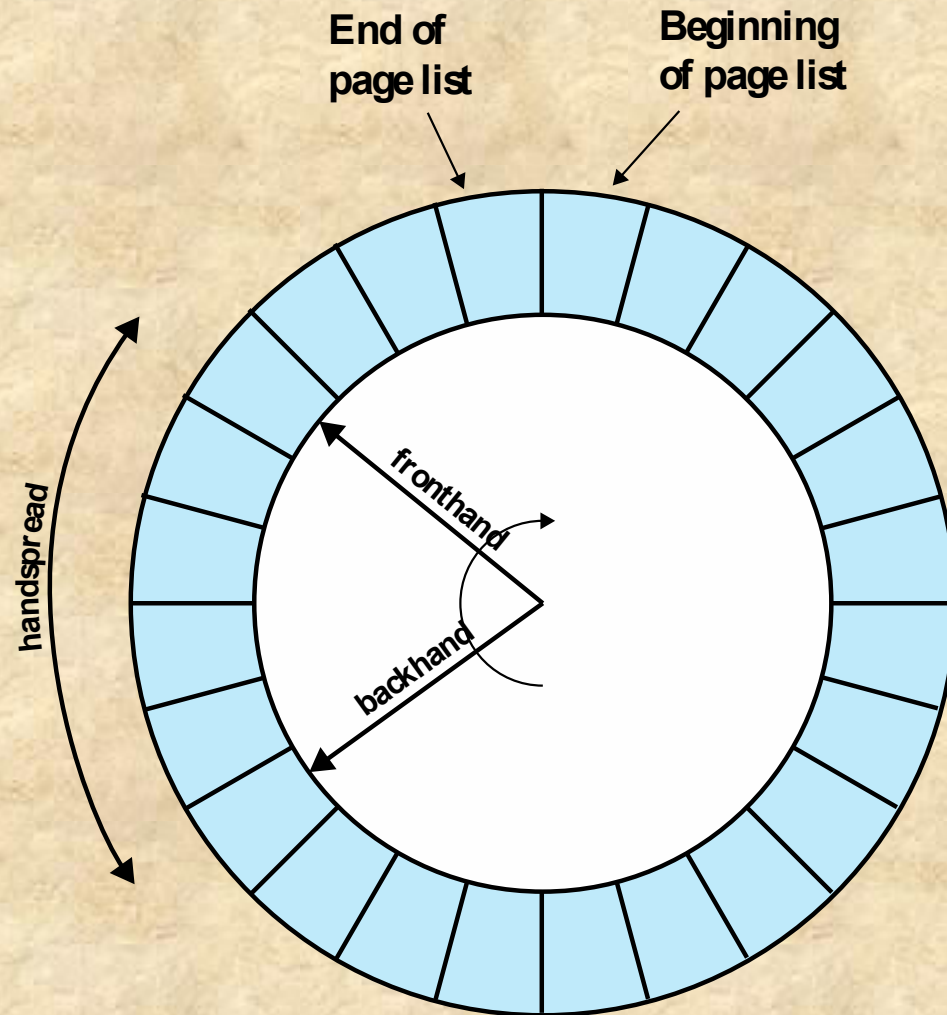 End of
page list
Beginning
of page list
handspread
fronthand
backhand